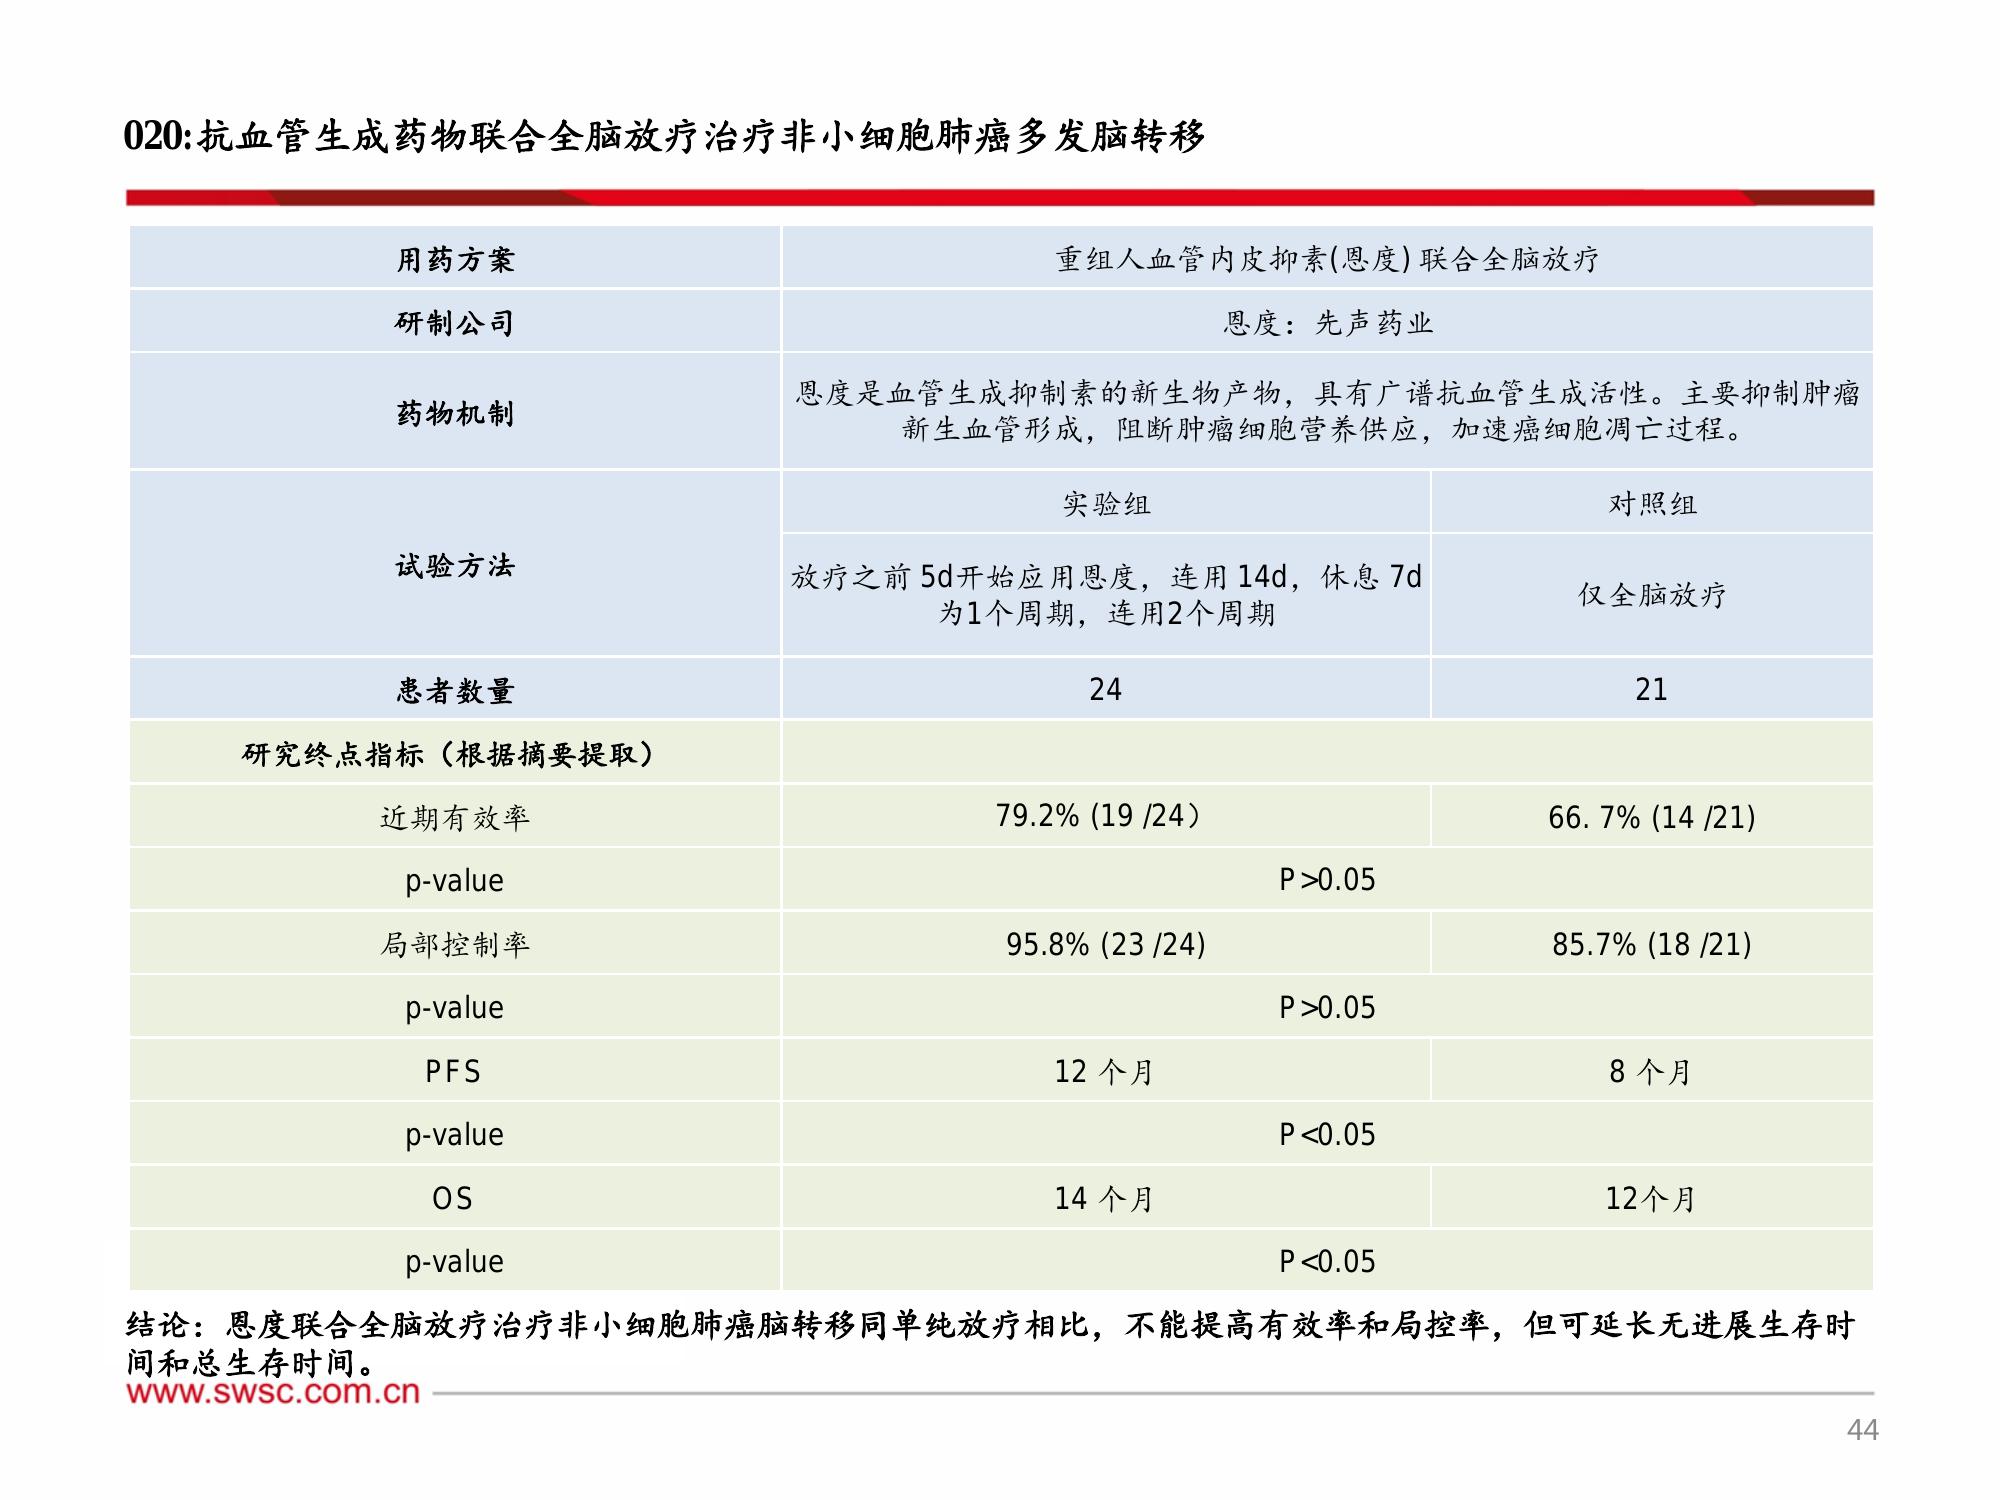 020:抗血管生成药物联合全脑放疗治疗非小细胞肺癌多发脑转移
用药方案
重组人血管内皮抑素(恩度) 联合全脑放疗
研制公司
恩度：先声药业
药物机制
恩度是血管生成抑制素的新生物产物，具有广谱抗血管生成活性。主要抑制肿瘤
新生血管形成，阻断肿瘤细胞营养供应，加速癌细胞凋亡过程。
试验方法
实验组
对照组
放疗之前 5d开始应用恩度，连用 14d，休息 7d
为1个周期，连用2个周期
仅全脑放疗
患者数量
24
21
研究终点指标（根据摘要提取）
近期有效率
79.2% (19 /24）
66. 7% (14 /21)
p-value
P >0.05
局部控制率
95.8% (23 /24)
85.7% (18 /21)
p-value
P >0.05
PFS
12 个月
8 个月
p-value
P <0.05
OS
14 个月
12个月
p-value
P <0.05
结论：恩度联合全脑放疗治疗非小细胞肺癌脑转移同单纯放疗相比，不能提高有效率和局控率，但可延长无进展生存时
间和总生存时间。
www.swsc.com.cn
44